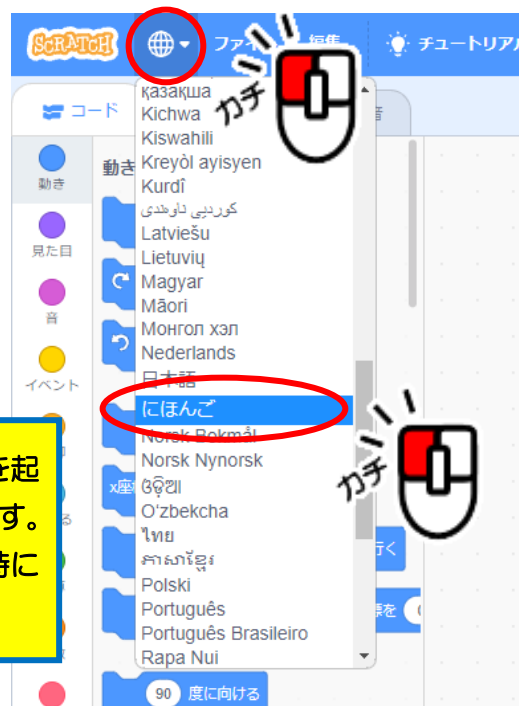 SCRATCH
編集
チュートリアル
コード
音
動き
見た目
音
イベント
動き
қазақша
Kichwa
Kiswahili
Kreyòl ayisyen
Kurdî
کوردیی ناوەندی
Latviešu
Lietuvių
Magyar
Māori
Монгол хэл
Nederlands
日本語
にほんご
Norsk Bokmål
Norsk Nynorsk
ଓଡ଼ିଆ
O'zbekcha
ไทย
ភាសាខ្មែរ
Polski
Português
Português Brasileiro
Rapa Nui
カチ
カチ
を起
す。
時に
x座
行く
を
90 度に向ける